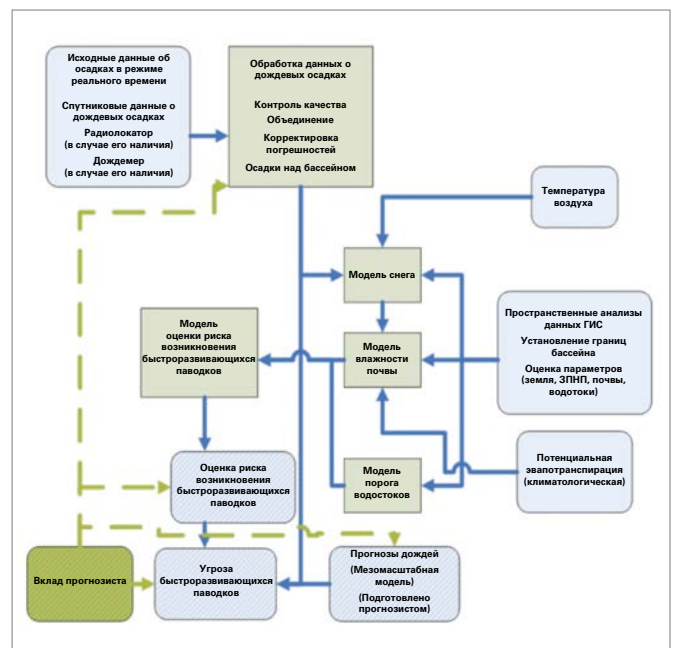 Исходные данные об
осадках в режиме
реального времени
Спутниковые данные о
дождевых осадках
Радиолокатор
(в случае его наличия)
Дождемер
(в случае его наличия)
Обработка данных о
дождевых осадках
Контроль качества
Объединение
Корректировка
погрешностей
Осадки над бассейном
Температура
воздуха
Модель снега
Пространственные анализы
данных ГИС
Установление границ
бассейна
Оценка параметров
(земля, ЗПНП, почвы,
водотоки)
Модель
оценки риска
возникновения
быстроразвивающихся
паводков
Модель
влажности
почвы
Потенциальная
эвапотранспирация
(климатологическая)
Оценка риска
возникновения
быстроразвивающихся
паводков
Модель
порога
водостоков
Вклад прогнозиста
Угроза
быстроразвивающихся
паводков
Прогнозы дождей
(Мезомасштабная
модель)
(Подготовлено
прогнозистом)